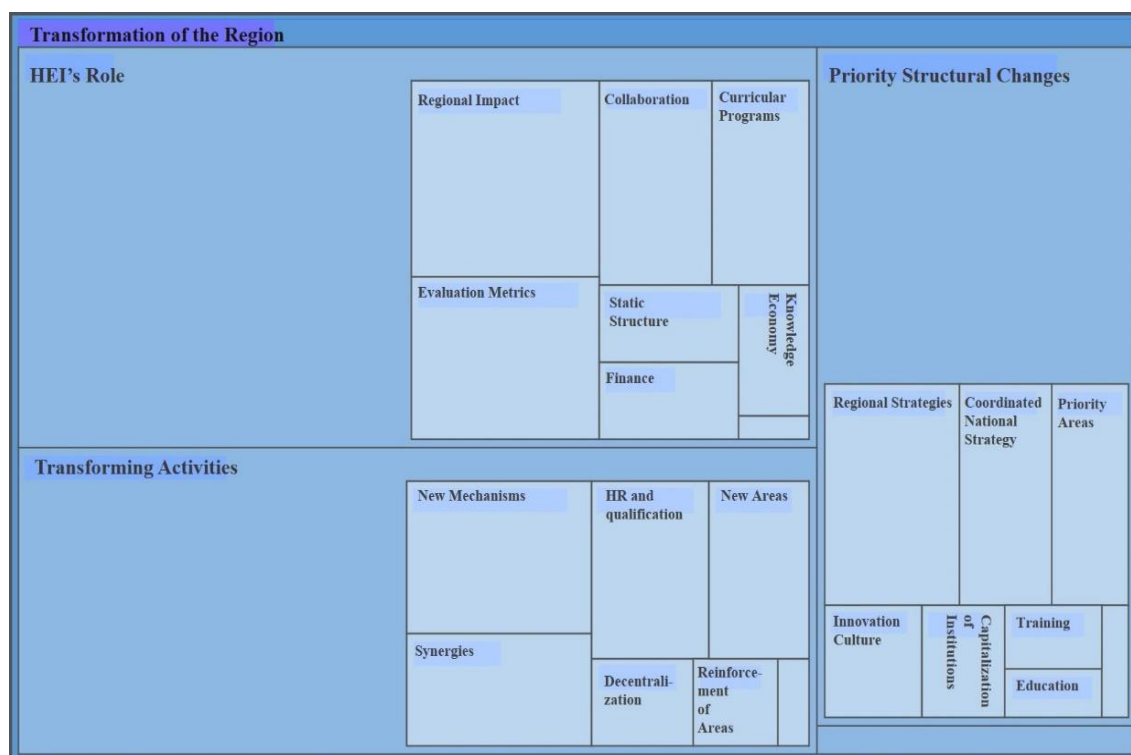 Transformation of the Region
HEI's Role
Regional Impact
Collaboration
Curricular
Programs
Evaluation Metrics
Static
Structure
Knowledge
Economy
Finance
Transforming Activities
New Mechanisms
HR and
qualification
New Areas
Synergies
Decentrali-
zation
Reinforce-
ment
of
Areas
Priority Structural Changes
Regional Strategies
Coordinated
National
Strategy
Priority
Areas
Innovation
Culture
Capitalization
of
Institutions
Training
Education